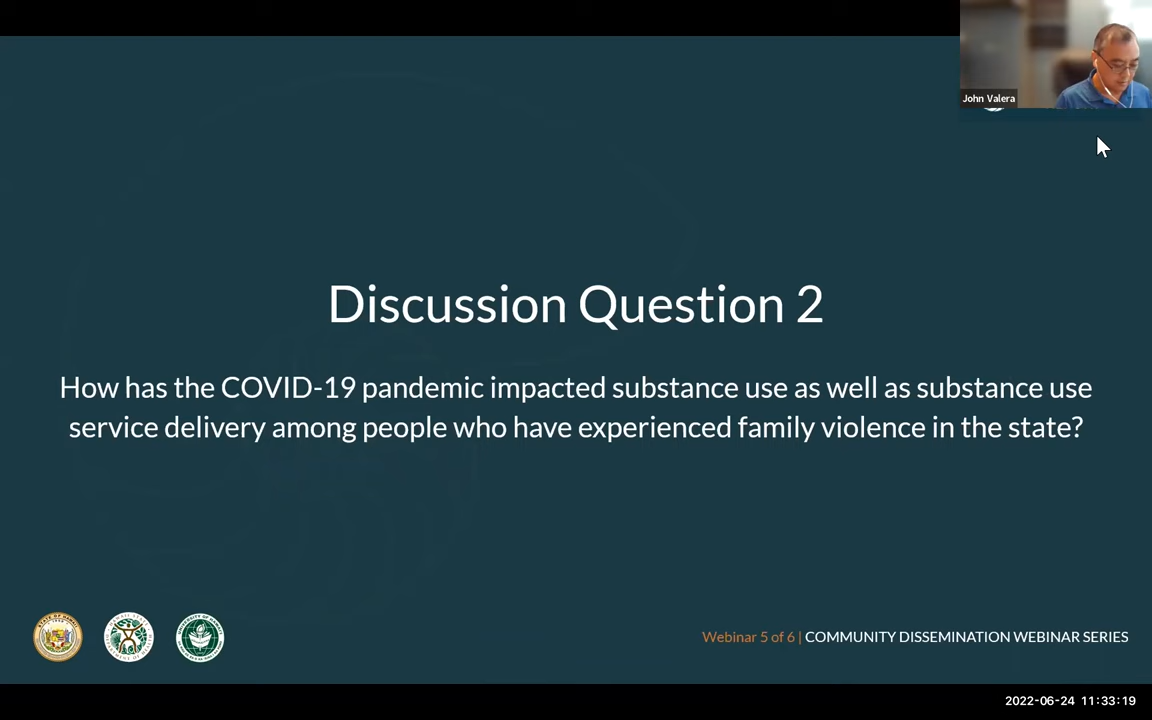 John Valera
Discussion Question 2
How has the COVID-19 pandemic impacted substance use as well as substance use
service delivery among people who have experienced family violence in the state?
Webinar 5 of 6 | COMMUNITY DISSEMINATION WEBINAR SERIES
2022-06-24 11:33:19